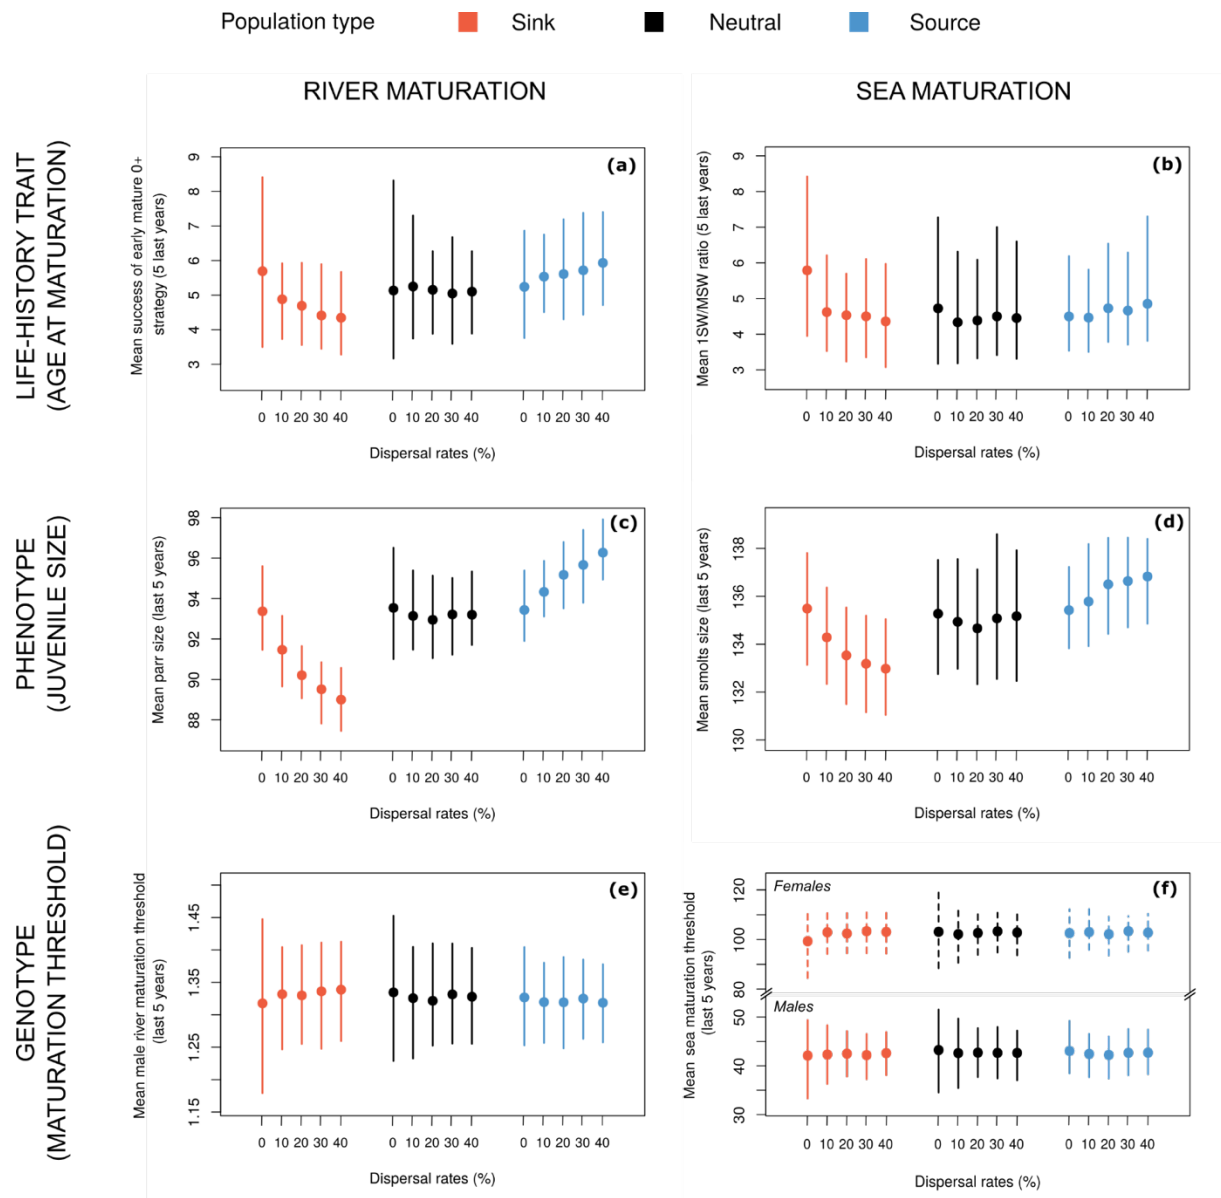 Population type Sink Neutral Source
RIVER MATURATION
SEA MATURATION
LIFE-HISTORY TRAIT
(AGE AT MATURATION)
Mean success of early mature 0+
strategy (5 last years)
9
8
7
6
5
4
3
(a)
0 10 20 30 40 0 10 20 30 40 0 10 20 30 40
Dispersal rates (%)
Mean 1SW/MSW ratio (5 last years)
9
8
7
6
5
4
3
(b)
0 10 20 30 40 0 10 20 30 40 0 10 20 30 40
Dispersal rates (%)
PHENOTYPE
(JUVENILE SIZE)
Mean parr size (last 5 years)
98
96
94
92
90
88
(c)
0 10 20 30 40 0 10 20 30 40 0 10 20 30 40
Dispersal rates (%)
Mean smolts size (last 5 years)
138
136
134
132
130
(d)
0 10 20 30 40 0 10 20 30 40 0 10 20 30 40
Dispersal rates (%)
GENOTYPE
(MATURATION THRESHOLD)
Mean male river maturation threshold
(last 5 years)
1.45
1.35
1.25
1.15
(e)
0 10 20 30 40 0 10 20 30 40 0 10 20 30 40
Dispersal rates (%)
Mean sea maturation threshold
(last 5 years)
120
100
80
50
40
30
Females
(f)
Males
0 10 20 30 40 0 10 20 30 40 0 10 20 30 40
Dispersal rates (%)